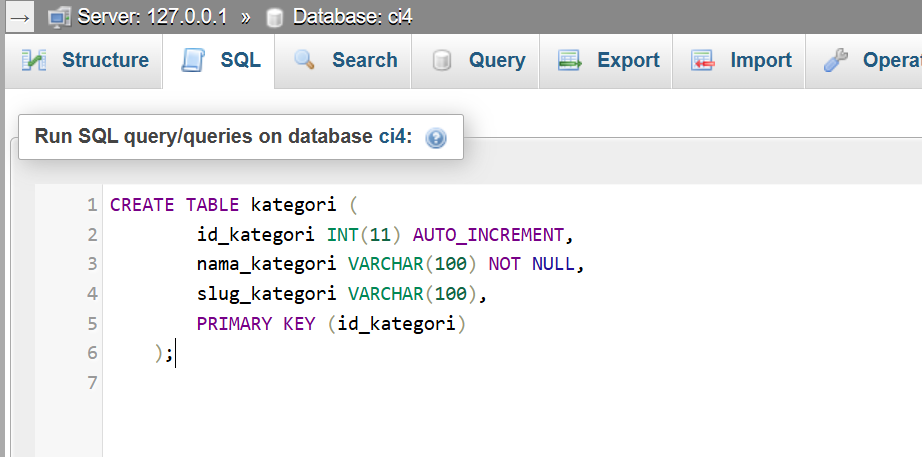 → Server: 127.0.0.1 » Database: ci4
Structure SQL Search Query Export Import Opera
Run SQL query/queries on database ci4:
1 CREATE TABLE kategori (
2 id_kategori INT(11) AUTO_INCREMENT,
3 nama_kategori VARCHAR(100) NOT NULL,
4 slug_kategori VARCHAR(100),
5 PRIMARY KEY (id_kategori)
6 );
7